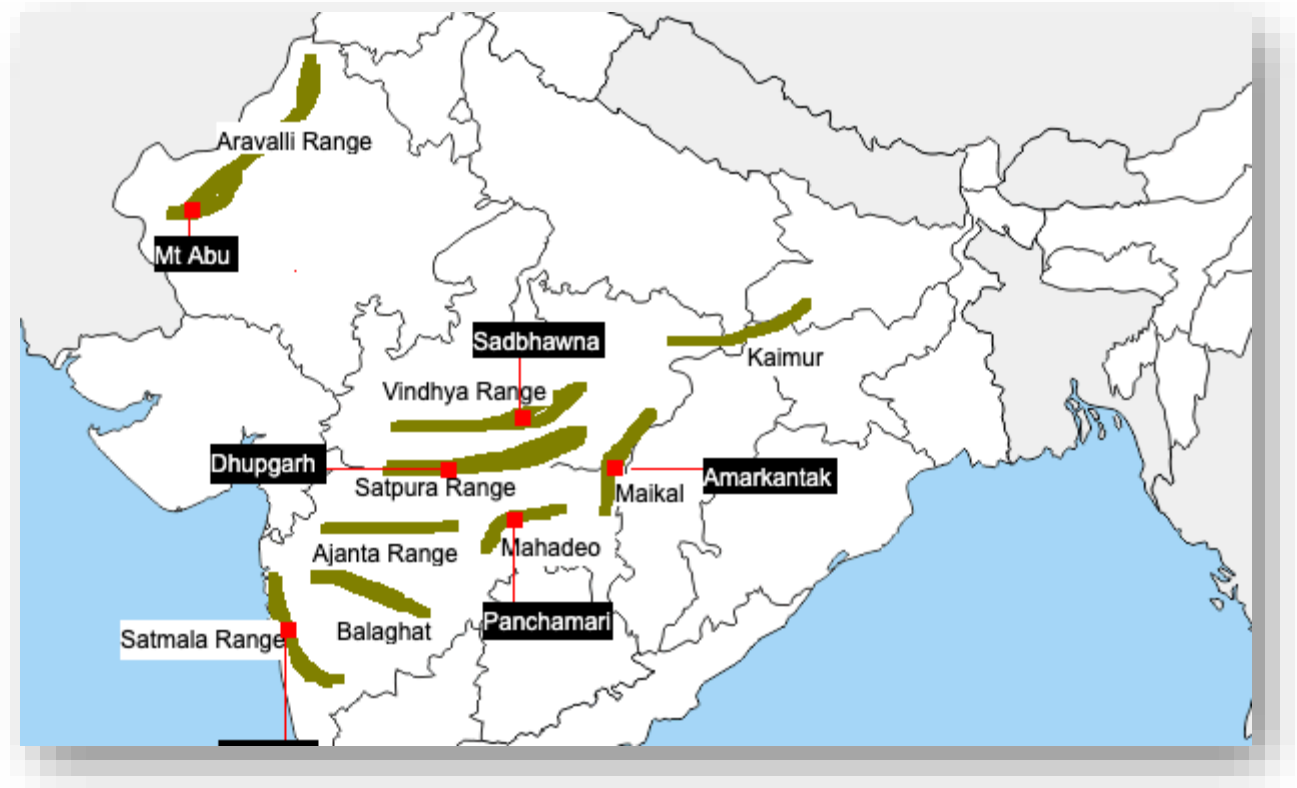 Aravalli Range
Mt Abu
Sadbhawna
Kaimur
Vindhya Range
Dhupgarh
Satpura Range
Amarkantak
Maikal
Ajanta Range
Mahadeo
Panchamari
Balaghat
Satmala Range